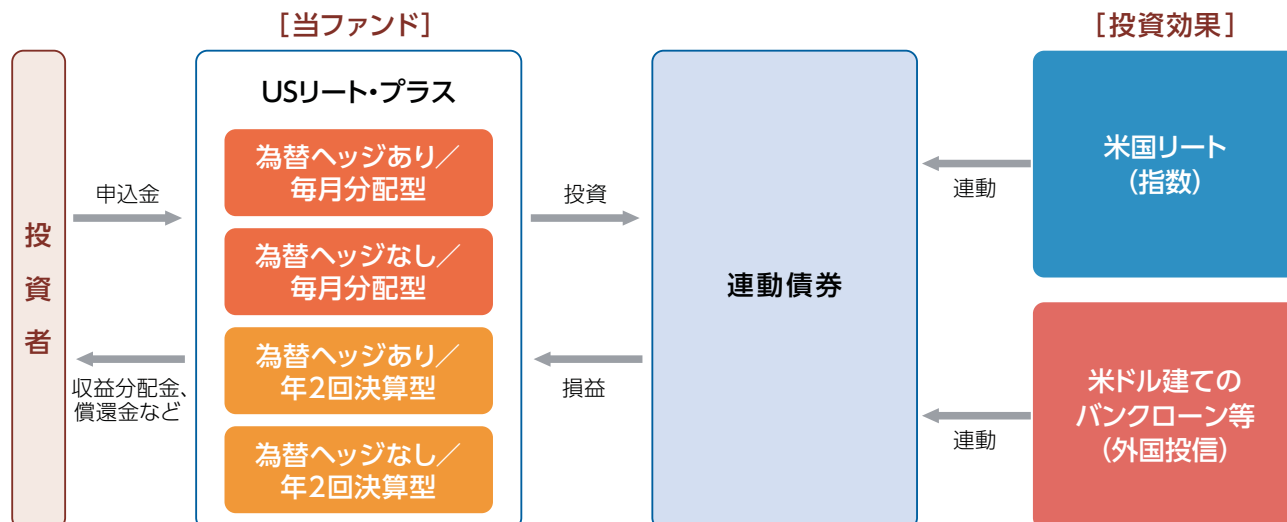 [当ファンド]
[投資効果]
投資者
申込金
収益分配金、
償還金など
USリート・プラス
為替ヘッジあり／
毎月分配型
為替ヘッジなし／
毎月分配型
為替ヘッジあり／
年2回決算型
為替ヘッジなし／
年2回決算型
投資
損益
連動債券
連動
連動
米国リート
(指数)
米ドル建ての
バンクローン等
(外国投信)